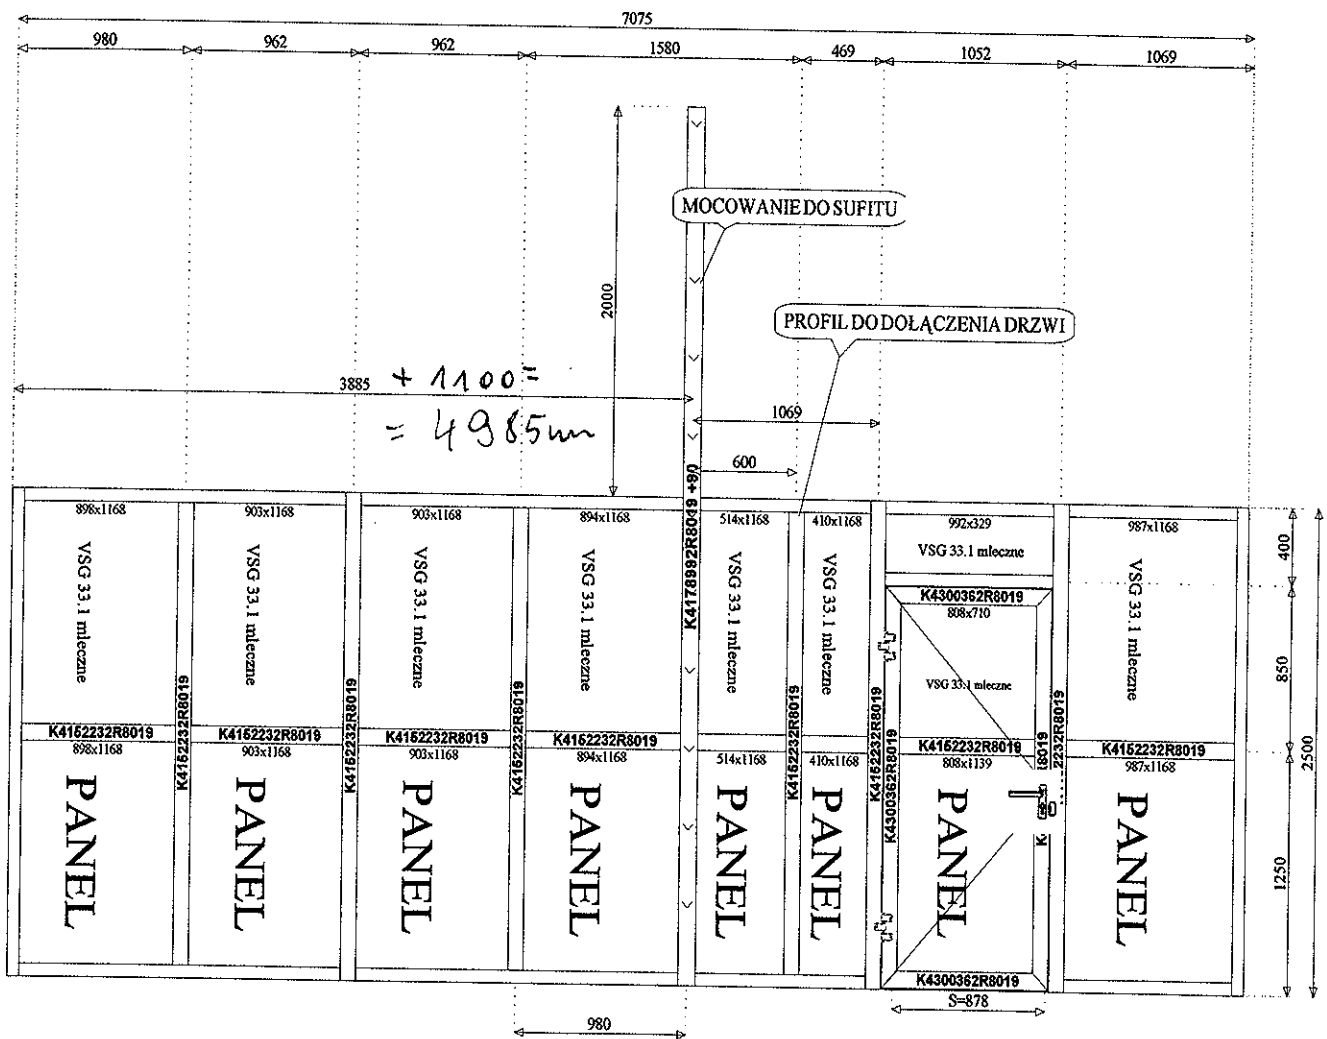 7075
980 962 962 1580 469 1052 1069
MOCOWANIE DO SUFITU
2000
PROFIL DO DOŁĄCZENIA DRZWI
3885 + 1100 =
= 4985mm
1069
600
898x1168 903x1168 903x1168 894x1168 514x1168 410x1168 992x329 987x1168
VSG 33.1 mleczne
VSG 33.1 mleczne
VSG 33.1 mleczne
VSG 33.1 mleczne
VSG 33.1 mleczne
VSG 33.1 mleczne
VSG 33.1 mleczne
VSG 33.1 mleczne
K4178992R8019 +90
400
K4300362R8019
808x710
VSG 33.1 mleczne
850
2500
K4152232R8019
K4152232R8019
K4152232R8019
K4152232R8019
K4152232R8019
K4300362R8019
R8019
2232R8019
K4152232R8019 K4152232R8019 K4152232R8019 K4152232R8019 K4152232R8019 K4152232R8019
898x1168 903x1168 903x1168 894x1168 514x1168 410x1168 808x1139 987x1168
PANEL
PANEL
PANEL
PANEL
PANEL
PANEL
PANEL
PANEL
K
1250
K4300362R8019
S=878
980